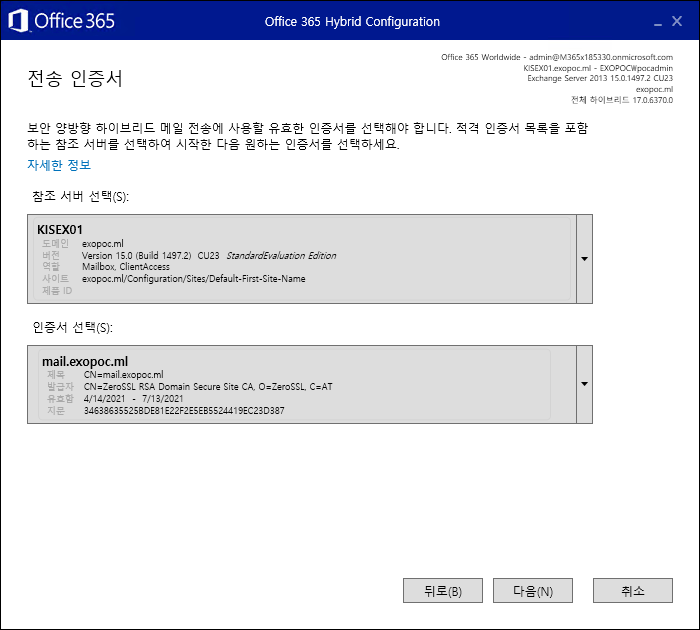 Office 365
Office 365 Hybrid Configuration
Office 365 Worldwide - admin@M365x185330.onmicrosoft.com
KISEX01.exopoc.ml - EXOPOC₩pocadmin
Exchange Server 2013 15.0.1497.2 CU23
exopoc.ml
전체 하이브리드 17.0.6370.0
전송 인증서
보안 양방향 하이브리드 메일 전송에 사용할 유효한 인증서를 선택해야 합니다. 적격 인증서 목록을 포함
하는 참조 서버를 선택하여 시작한 다음 원하는 인증서를 선택하세요.
자세한 정보
참조 서버 선택(S):
KISEX01
도메인 exopoc.ml
버전 Version 15.0 (Build 1497.2) CU23 StandardEvaluation Edition
역할 Mailbox, ClientAccess
사이트 exopoc.ml/Configuration/Sites/Default-First-Site-Name
제품 ID
인증서 선택(S):
mail.exopoc.ml
제목 CN=mail.exopoc.ml
발급자 CN=ZeroSSL RSA Domain Secure Site CA, O=ZeroSSL, C=AT
유효함 4/14/2021 - 7/13/2021
지문 34638635525BDE81E22F2E5EB5524419EC23D387
뒤로(B) 다음(N) 취소